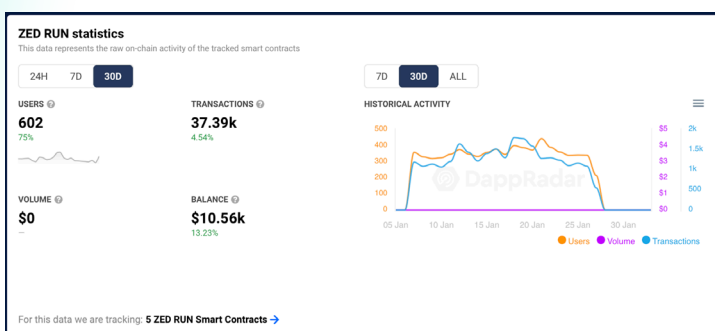 ZED RUN statistics
This data represents the raw on-chain activity of the tracked smart contracts
24H 7D 30D
7D 30D ALL
USERS
602
75%
TRANSACTIONS
37.39k
4.54%
VOLUME
$0
—
BALANCE
$10.56k
13.23%
HISTORICAL ACTIVITY
500 $5 2k
400 $4 1.5k
300 $3 1k
200 $2 500
100 $1 0
0 $0
DappRadar
05 Jan 10 Jan 15 Jan 20 Jan 25 Jan 30 Jan
Users Volume Transactions
For this data we are tracking: 5 ZED RUN Smart Contracts →